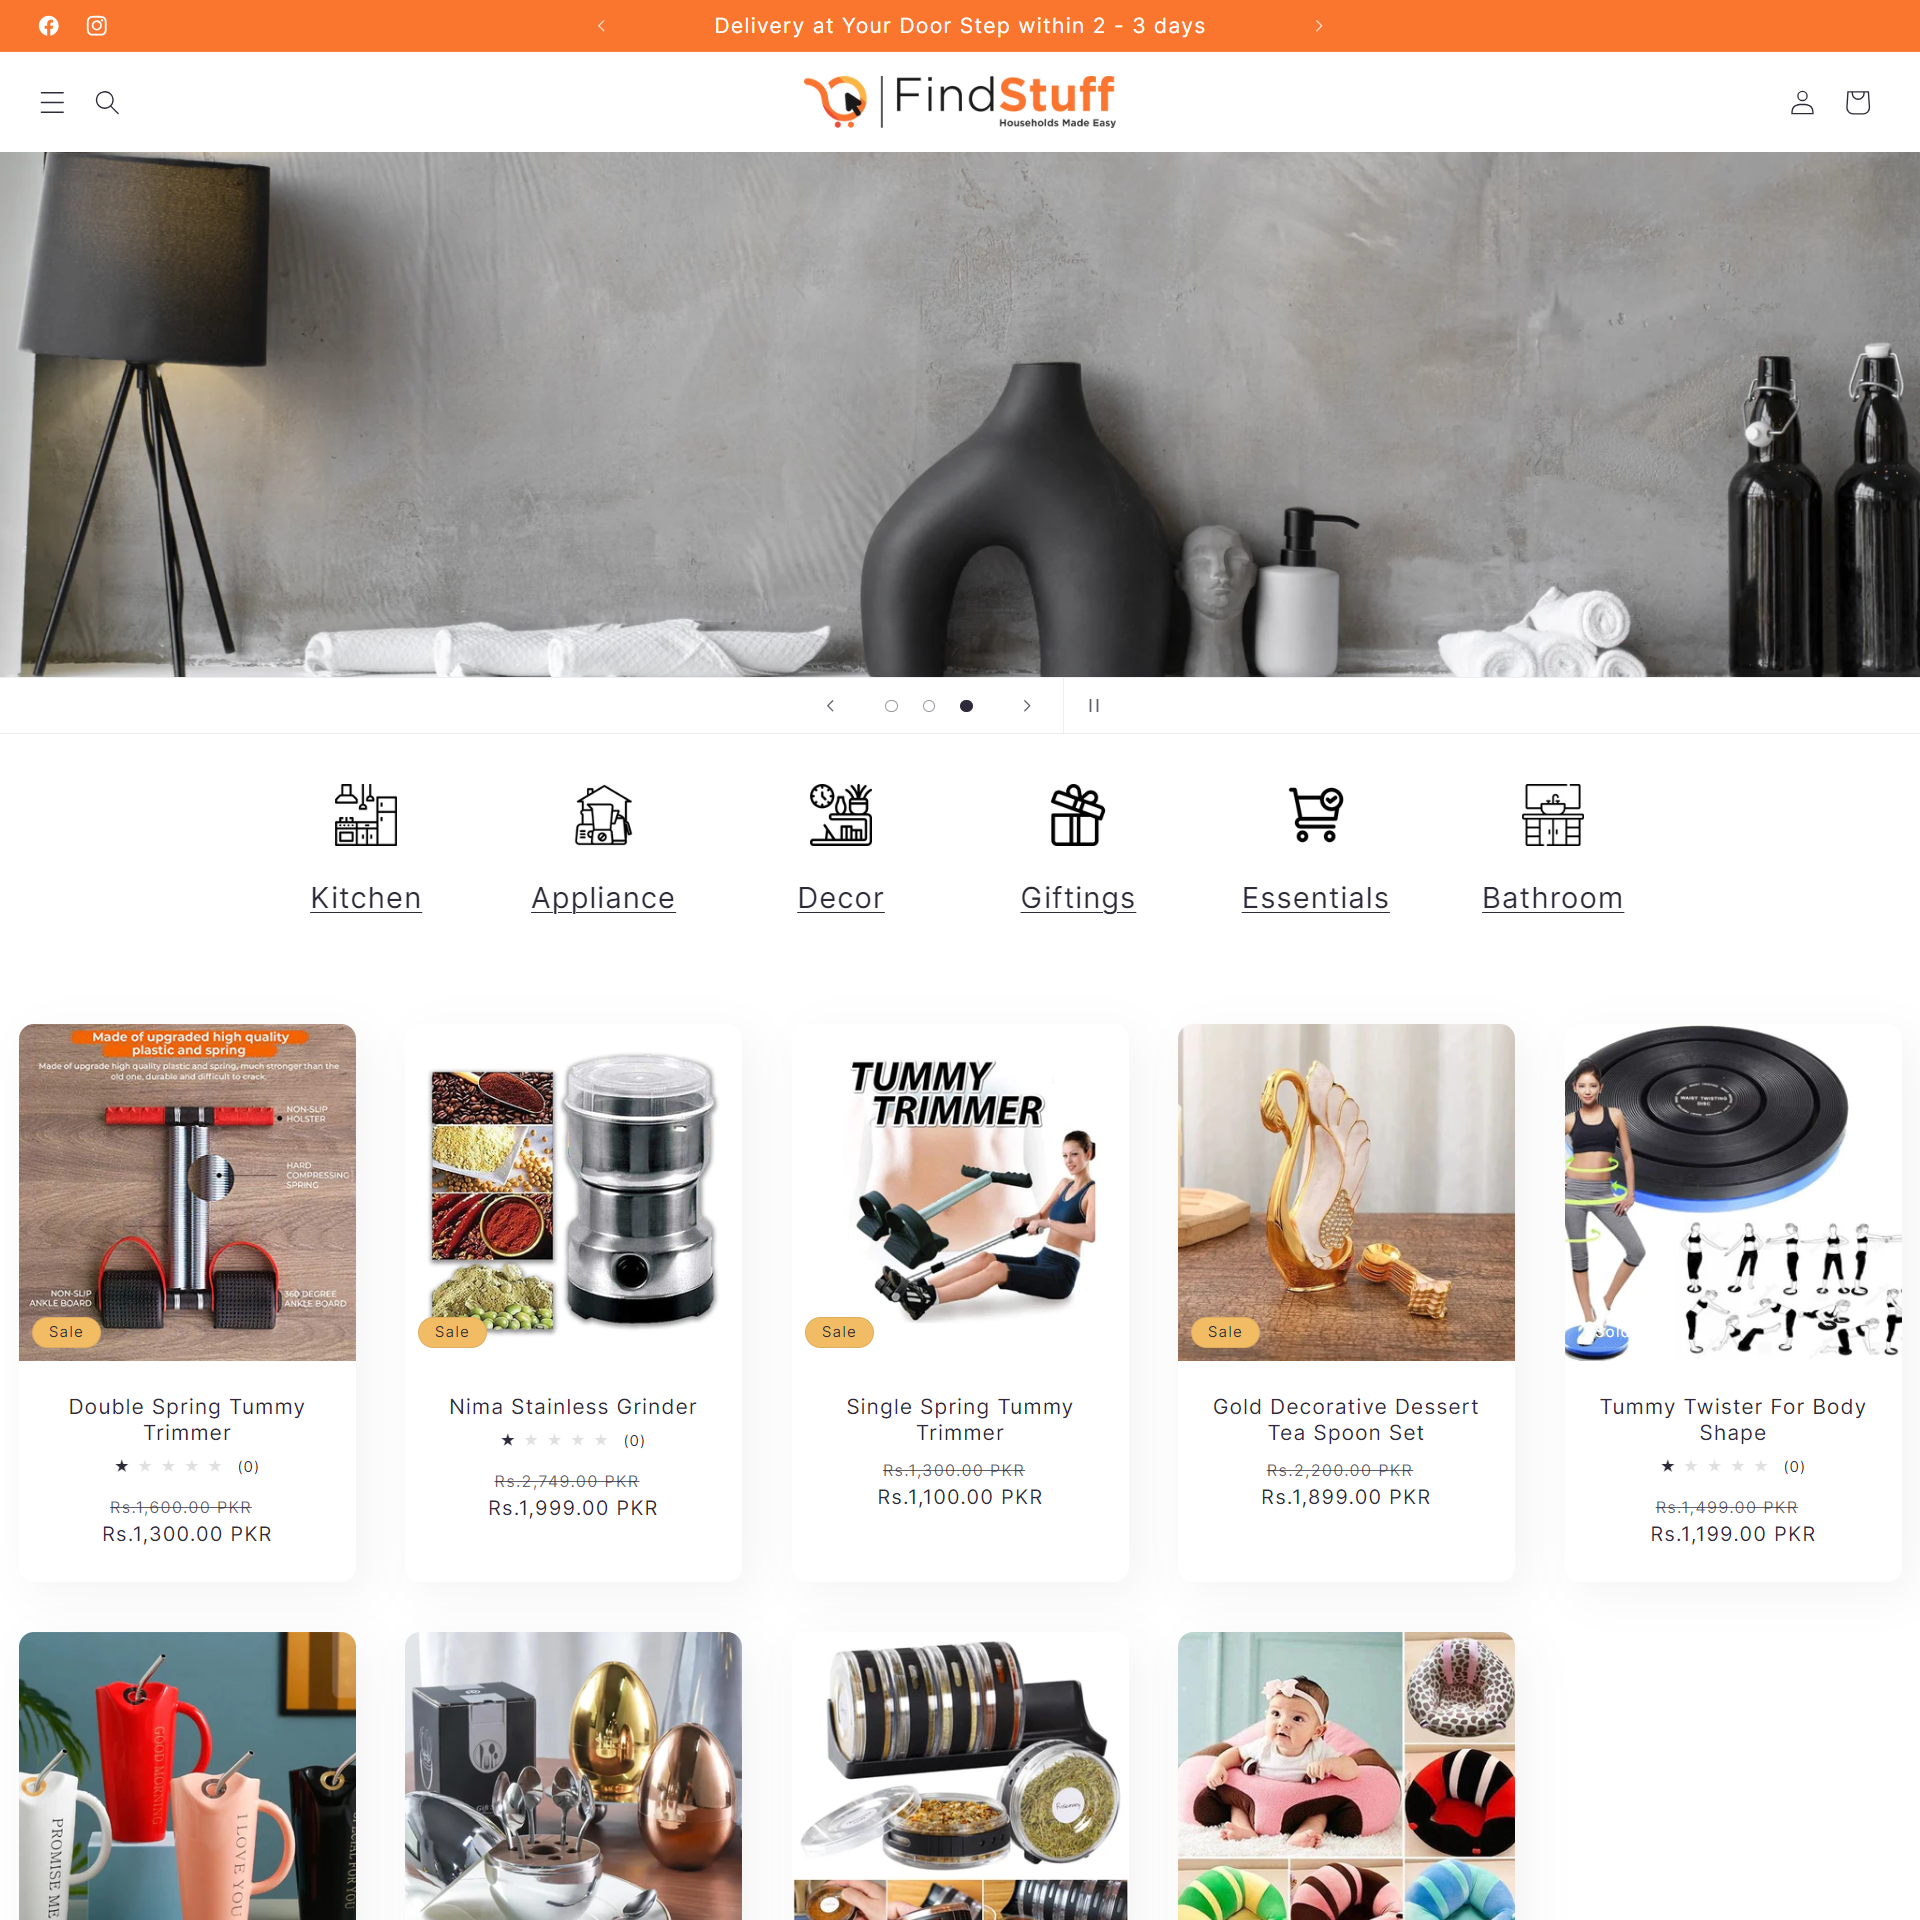 Delivery at Your Door Step within 2 - 3 days
FindStuff
Households Made Easy
Kitchen
Appliance
Decor
Giftings
Essentials
Bathroom
Made of upgraded high quality
plastic and spring
Made of upgrade high quality plastic and spring, much stronger than the
old one, durable and difficult to crack.
NON-SLIP
HOLSTER
HARD
COMPRESSING
SPRING
NON-SLIP
ANKLE BOARD
360 DEGREE
ANKLE BOARD
Sale
Double Spring Tummy
Trimmer
(0)
Rs.1,600.00 PKR
Rs.1,300.00 PKR
Sale
Nima Stainless Grinder
(0)
Rs.2,749.00 PKR
Rs.1,999.00 PKR
TUMMY
TRIMMER
Sale
Single Spring Tummy
Trimmer
Rs.1,300.00 PKR
Rs.1,100.00 PKR
Sale
Gold Decorative Dessert
Tea Spoon Set
Rs.2,200.00 PKR
Rs.1,899.00 PKR
WAIST TWISTING
DISC
Sold
Tummy Twister For Body
Shape
(0)
Rs.1,499.00 PKR
Rs.1,199.00 PKR
GOOD MORNNING
PROMISE ME
I LOVE YOU
FOR YOU
Rosemary